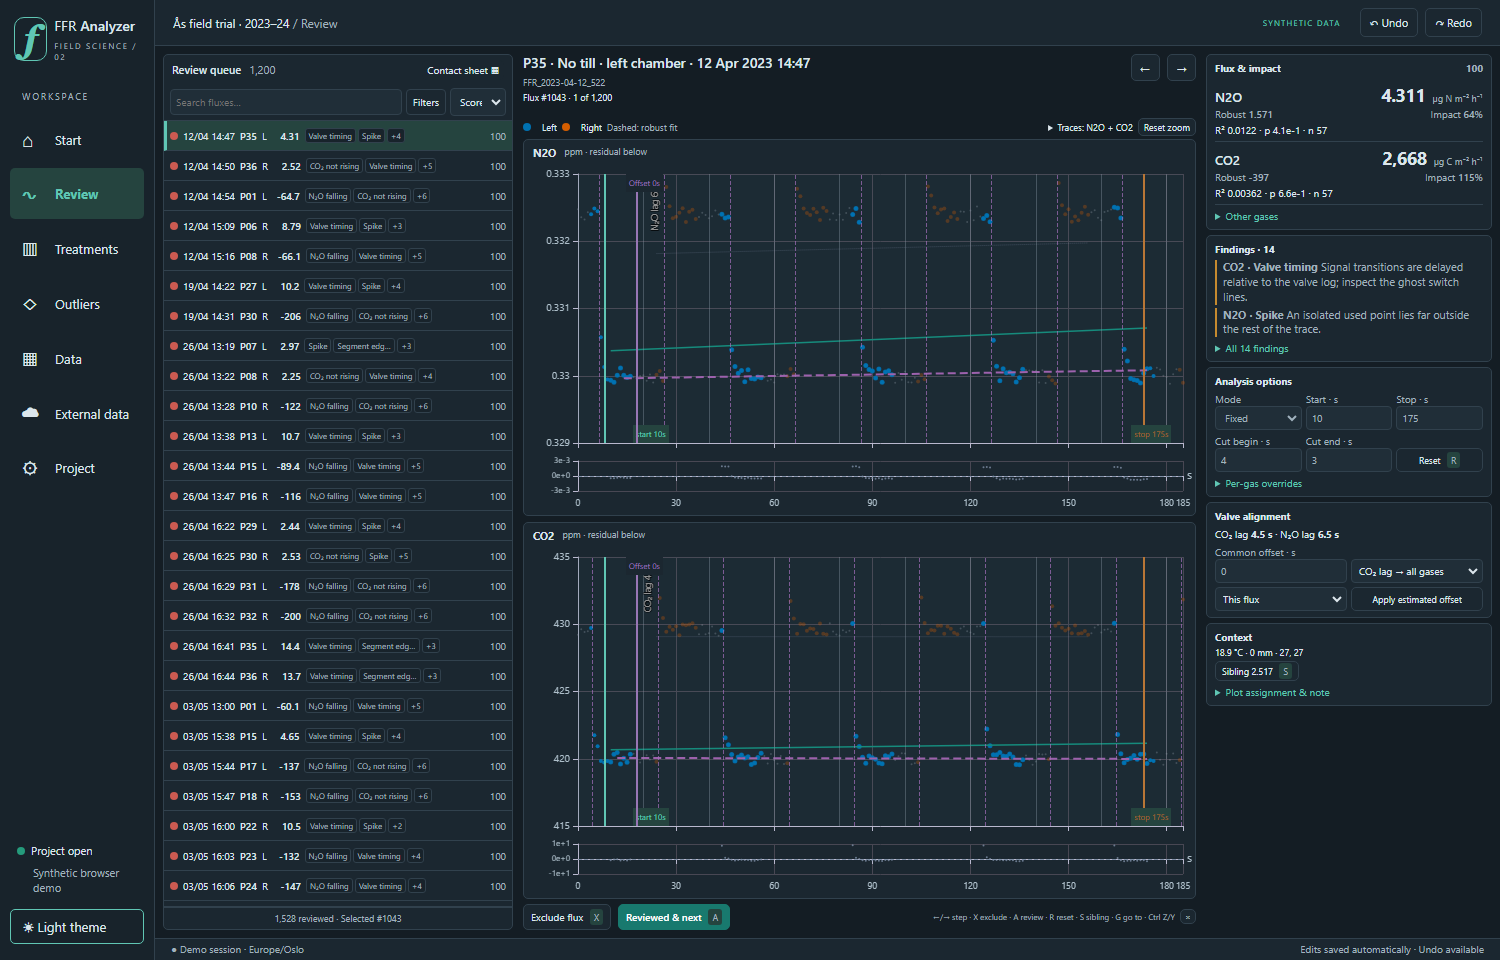 FFR Analyzer
FIELD SCIENCE / 02
WORKSPACE
Start
Review
Treatments
Outliers
Data
External data
Project
Project open
Synthetic browser demo
Light theme
Ås field trial · 2023–24 / Review
SYNTHETIC DATA
Undo
Redo
Review queue 1,200
Contact sheet
Search fluxes...
Filters
Score
12/04 14:47 P35 L 4.31 Valve timing Spike +4 100
12/04 14:50 P36 R 2.52 CO₂ not rising Valve timing +5 100
12/04 14:54 P01 L -64.7 N₂O falling CO₂ not rising +6 100
12/04 15:09 P06 R 8.79 Valve timing Spike +3 100
12/04 15:16 P08 R -66.1 N₂O falling Valve timing +5 100
19/04 14:22 P27 L 10.2 Valve timing Spike +4 100
19/04 14:31 P30 R -206 N₂O falling CO₂ not rising +6 100
26/04 13:19 P07 L 2.97 Spike Segment edg... +3 100
26/04 13:22 P08 R 2.25 CO₂ not rising Valve timing +4 100
26/04 13:28 P10 R -122 N₂O falling CO₂ not rising +6 100
26/04 13:38 P13 L 10.7 Valve timing Spike +3 100
26/04 13:44 P15 L -89.4 N₂O falling Valve timing +5 100
26/04 13:47 P16 R -116 N₂O falling Valve timing +5 100
26/04 16:22 P29 L 2.44 Valve timing Spike +4 100
26/04 16:25 P30 R 2.53 CO₂ not rising Spike +5 100
26/04 16:29 P31 L -178 N₂O falling CO₂ not rising +6 100
26/04 16:32 P32 R -200 N₂O falling CO₂ not rising +6 100
26/04 16:41 P35 L 14.4 Valve timing Segment edg... +3 100
26/04 16:44 P36 R 13.7 Valve timing Segment edg... +3 100
03/05 13:00 P01 L -60.1 N₂O falling Valve timing +5 100
03/05 15:38 P15 L 4.65 Valve timing Spike +4 100
03/05 15:44 P17 L -137 N₂O falling CO₂ not rising +6 100
03/05 15:47 P18 R -153 N₂O falling CO₂ not rising +6 100
03/05 16:00 P22 R 10.5 Valve timing Spike +2 100
03/05 16:03 P23 L -132 N₂O falling Valve timing +4 100
03/05 16:06 P24 R -147 N₂O falling Valve timing +4 100
1,528 reviewed · Selected #1043
P35 · No till · left chamber · 12 Apr 2023 14:47
FFR_2023-04-12_522
Flux #1043 · 1 of 1,200
← →
Left Right Dashed: robust fit
Traces: N2O + CO2 Reset zoom
N2O ppm · residual below
0.333
0.332
0.331
0.33
0.329
Offset 0s
N₂O lag 6
start 10s
stop 175s
3e-3
0e+0
-3e-3
s
0 30 60 90 120 150 180 185
CO2 ppm · residual below
435
430
425
420
415
Offset 0s
CO₂ lag 4
start 10s
stop 175s
1e+1
0e+0
-1e+1
s
0 30 60 90 120 150 180 185
Exclude flux X
Reviewed & next A
←/→ step · X exclude · A review · R reset · S sibling · G go to · Ctrl Z/Y ×
Flux & impact 100
N2O 4.311 µg N m⁻² h⁻¹
Robust 1.571 Impact 64%
R² 0.0122 · p 4.1e-1 · n 57
CO2 2,668 µg C m⁻² h⁻¹
Robust -397 Impact 115%
R² 0.00362 · p 6.6e-1 · n 57
Other gases
Findings · 14
CO2 · Valve timing Signal transitions are delayed
relative to the valve log; inspect the ghost switch
lines.
N2O · Spike An isolated used point lies far outside
the rest of the trace.
All 14 findings
Analysis options
Mode Start · s Stop · s
Fixed 10 175
Cut begin · s Cut end · s
4 3 Reset R
Per-gas overrides
Valve alignment
CO₂ lag 4.5 s · N₂O lag 6.5 s
Common offset · s
0 CO₂ lag → all gases
This flux Apply estimated offset
Context
18.9 °C · 0 mm · 27, 27
Sibling 2.517 S
Plot assignment & note
Demo session · Europe/Oslo
Edits saved automatically · Undo available